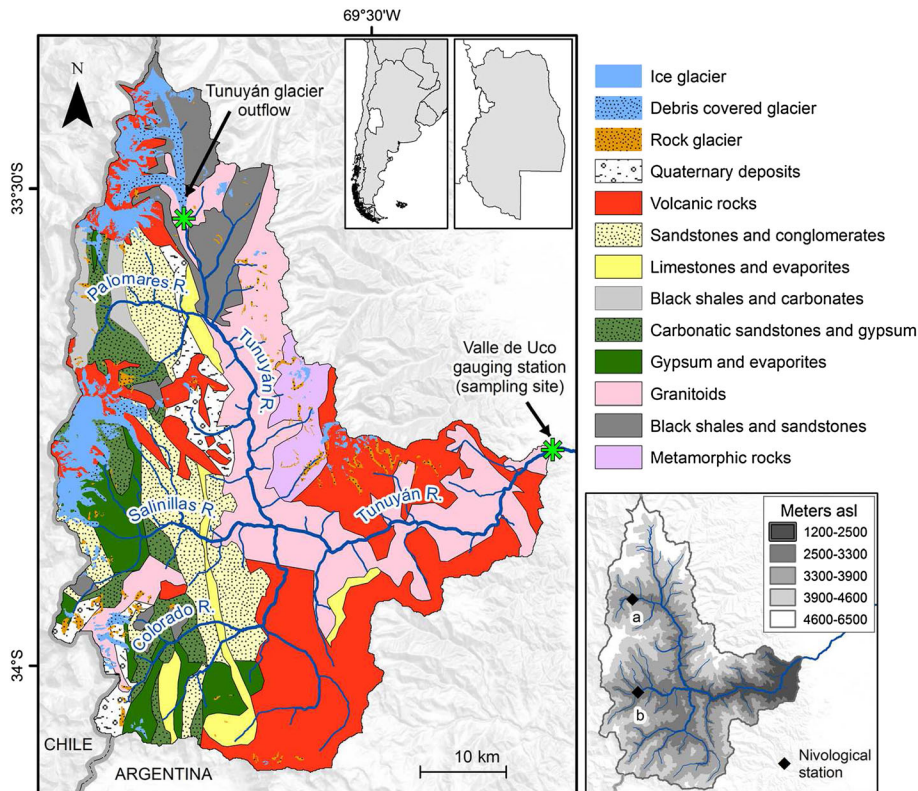 69°30'W
N
Tunuyán glacier
outflow
33°30'S
Palomares R.
Tunuyán R.
Valle de Uco
gauging station
(sampling site)
Salinillas R.
Tunuyán R.
Colorado R.
34°S
CHILE
ARGENTINA
10 km
Ice glacier
Debris covered glacier
Rock glacier
Quaternary deposits
Volcanic rocks
Sandstones and conglomerates
Limestones and evaporites
Black shales and carbonates
Carbonatic sandstones and gypsum
Gypsum and evaporites
Granitoids
Black shales and sandstones
Metamorphic rocks
Meters asl
1200-2500
2500-3300
3300-3900
3900-4600
4600-6500
a
b
Nivological
station